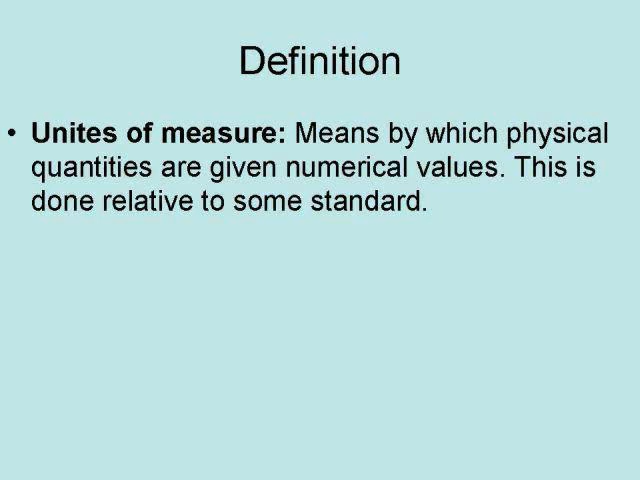 Definition
• Unites of measure: Means by which physical
quantities are given numerical values. This is
done relative to some standard.